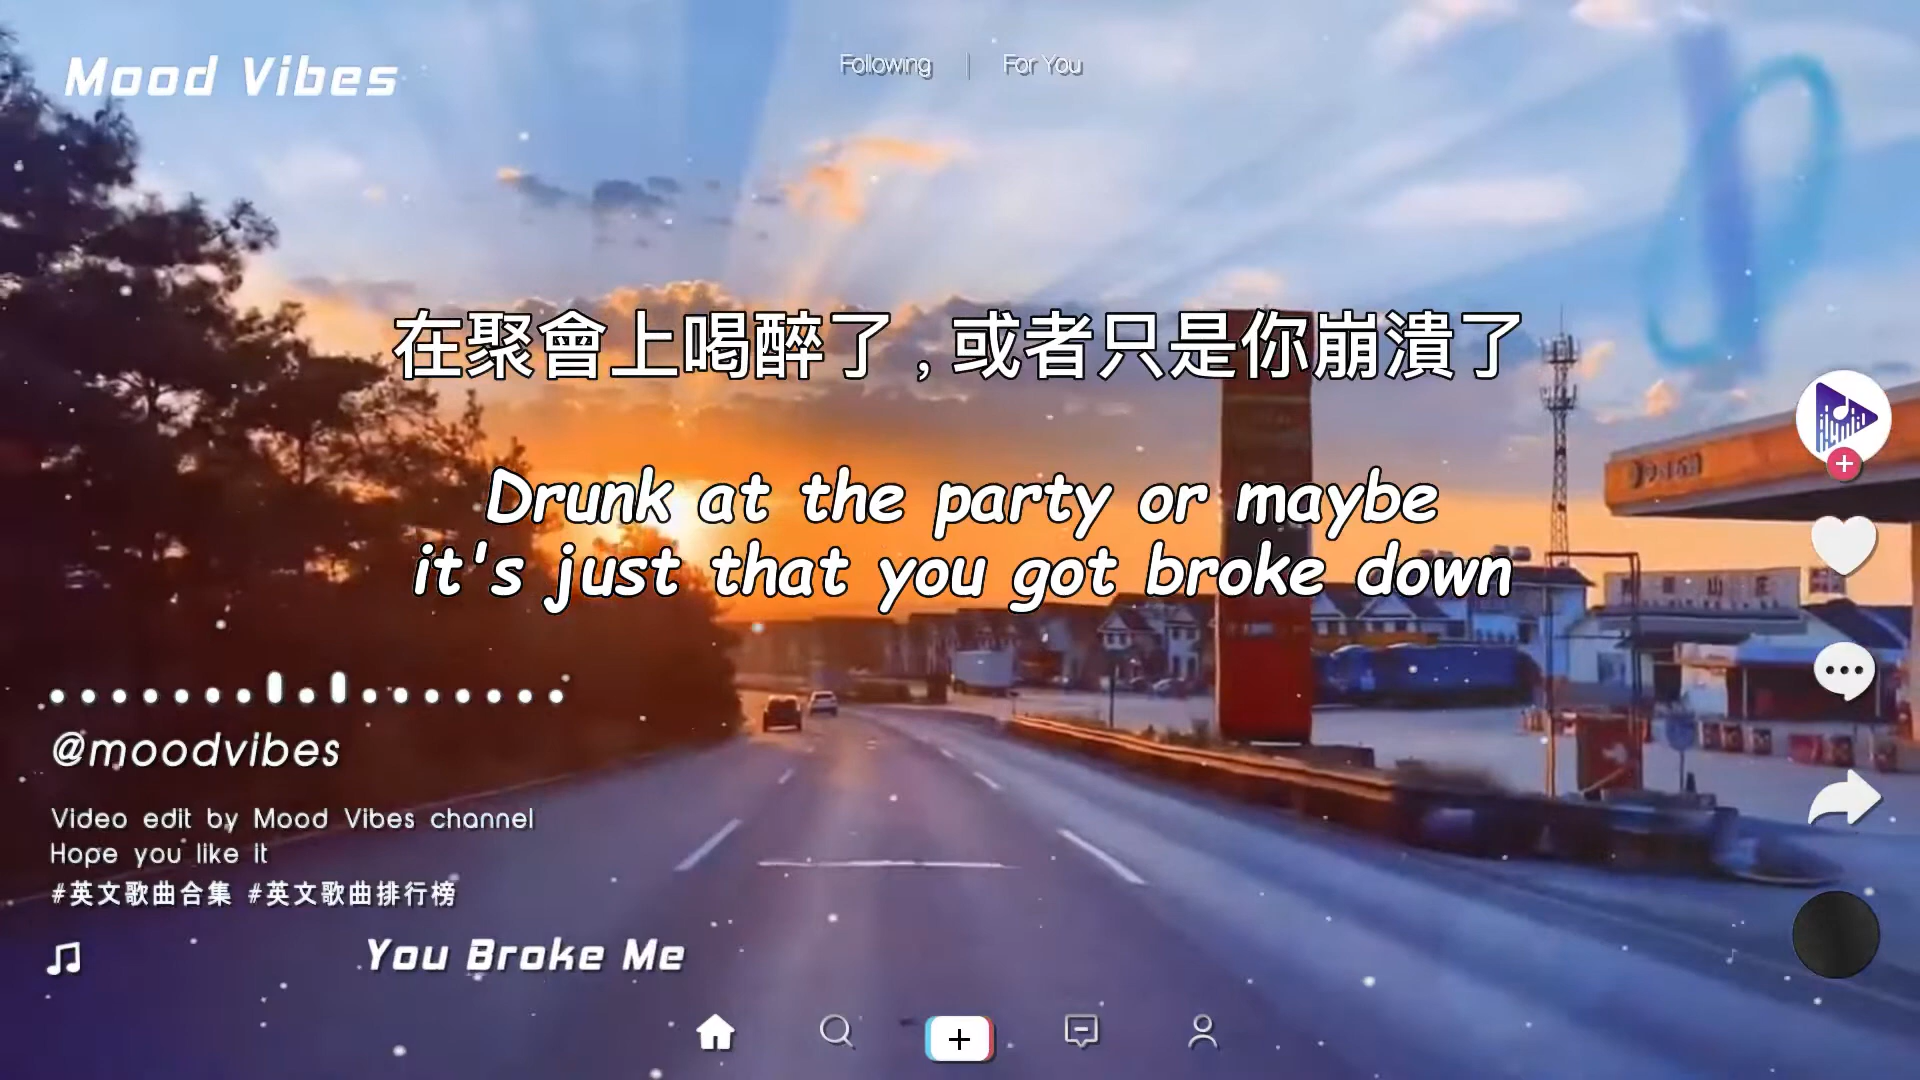 Mood Vibes
Following | For You
在聚會上喝醉了 , 或者只是你崩潰了
Drunk at the party or maybe
it's just that you got broke down
@moodvibes
Video edit by Mood Vibes channel
Hope you like it
#英文歌曲合集 #英文歌曲排行榜
You Broke Me